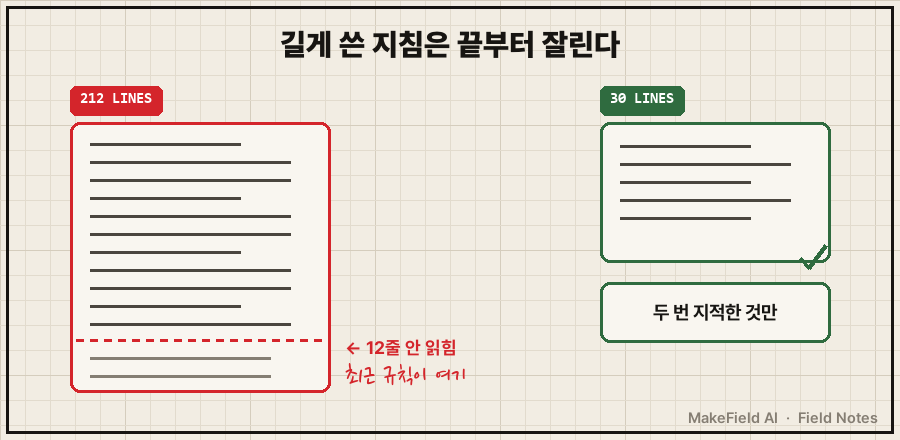 길게 쓴 지침은 끝부터 잘린다
212 LINES
← 12줄 안 읽힘
최근 규칙이 여기
30 LINES
두 번 지적한 것만
MakeField AI · Field Notes